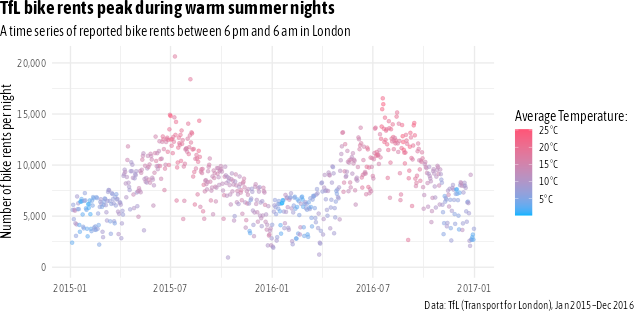 TfL bike rents peak during warm summer nights
A time series of reported bike rents between 6 pm and 6 am in London
Number of bike rents per night
20,000
15,000
10,000
5,000
0
2015-01
2015-07
2016-01
2016-07
2017-01
Average Temperature:
25°C
20°C
15°C
10°C
5°C
Data: TfL (Transport for London), Jan 2015–Dec 2016